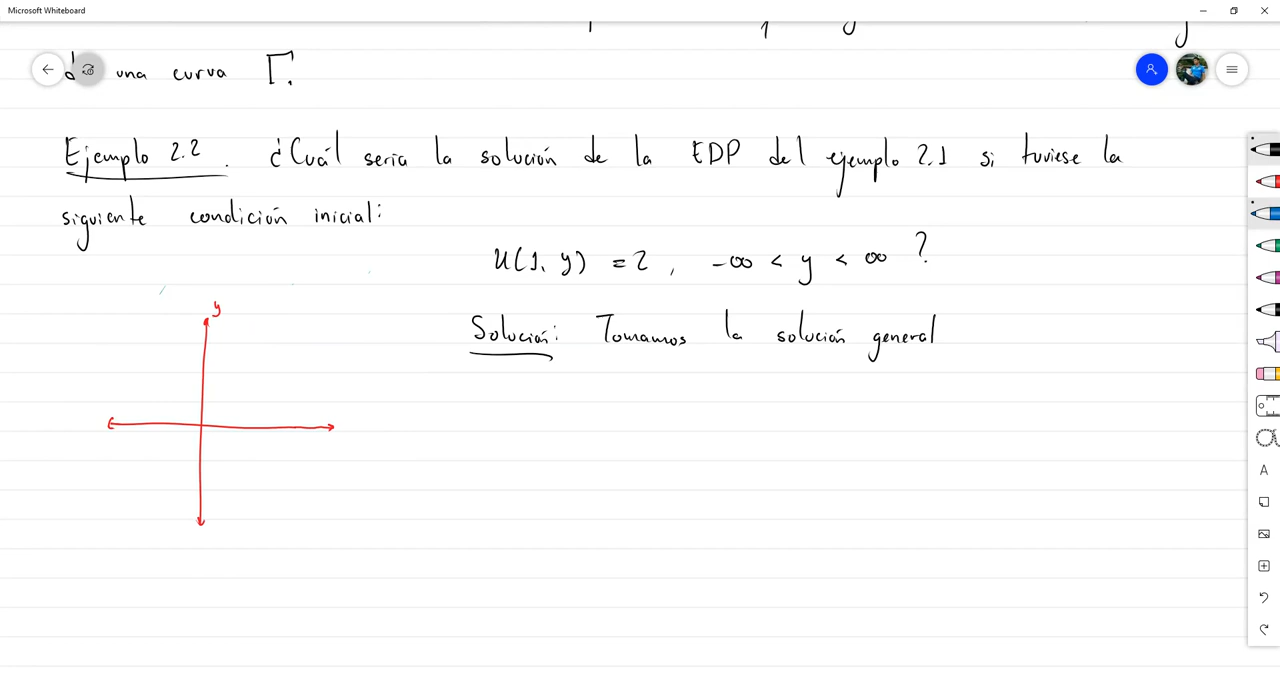 Microsoft Whiteboard
una curva Γ.
Ejemplo 2.2. ¿Cuál seria la solución de la EDP del ejemplo 2.1 si tuviese la
siguiente condición inicial:
u(1, y) = 2, -∞ < y < ∞ ?
y
Solución: Tomamos la solución general
A